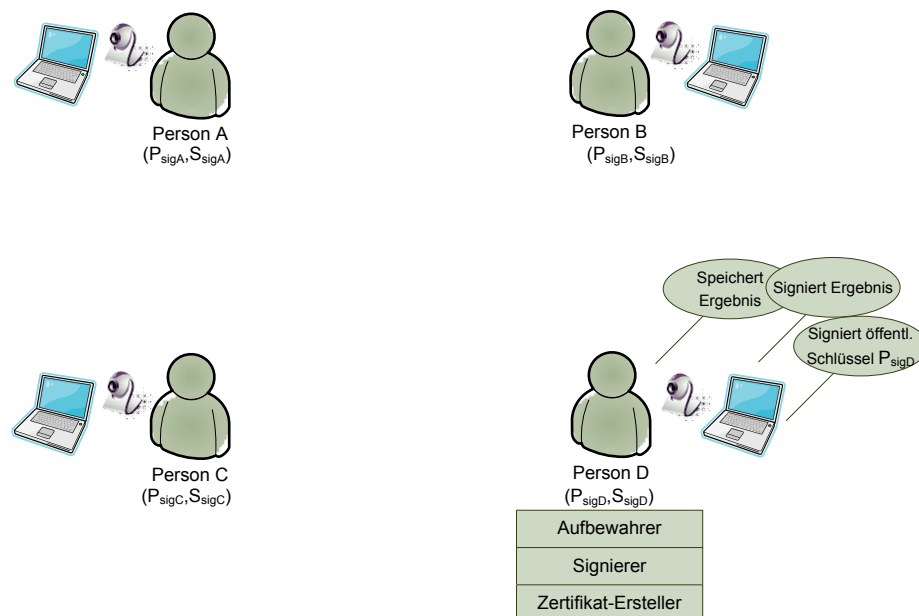 Person A
(PsigA,SsigA)
Person B
(PsigB,SsigB)
Speichert
Ergebnis
Signiert Ergebnis
Signiert öffentl.
Schlüssel PsigD
Person C
(PsigC,SsigC)
Person D
(PsigD,SsigD)
Aufbewahrer
Signierer
Zertifikat-Ersteller